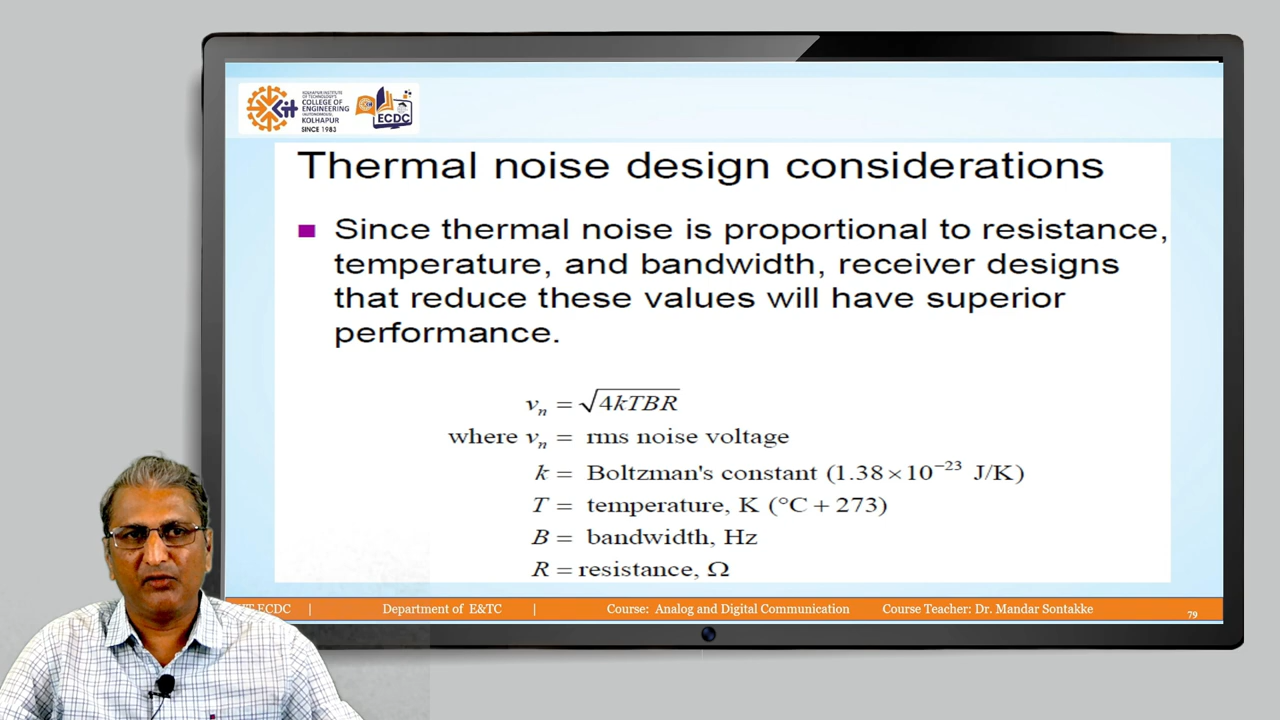 KOLHAPUR INSTITUTE
OF TECHNOLOGY'S
COLLEGE OF
ENGINEERING
(AUTONOMOUS),
KOLHAPUR
SINCE 1983
ECDC
Thermal noise design considerations
Since thermal noise is proportional to resistance,
temperature, and bandwidth, receiver designs
that reduce these values will have superior
performance.
vₙ = √4kTBR
where vₙ = rms noise voltage
k = Boltzman's constant (1.38×10⁻²³ J/K)
T = temperature, K (°C + 273)
B = bandwidth, Hz
R = resistance, Ω
ECDC | Department of E&TC | Course: Analog and Digital Communication Course Teacher: Dr. Mandar Sontakke 79